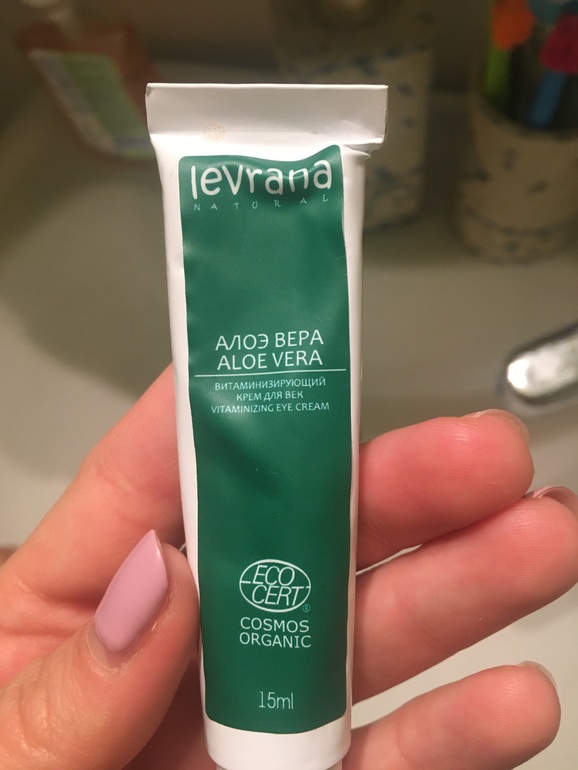 levrana
NATURAL
АЛОЭ ВЕРА
ALOE VERA
ВИТАМИНИЗИРУЮЩИЙ
КРЕМ ДЛЯ ВЕК
VITAMINIZING EYE CREAM
ECO
CERT
®
COSMOS
ORGANIC
15ml